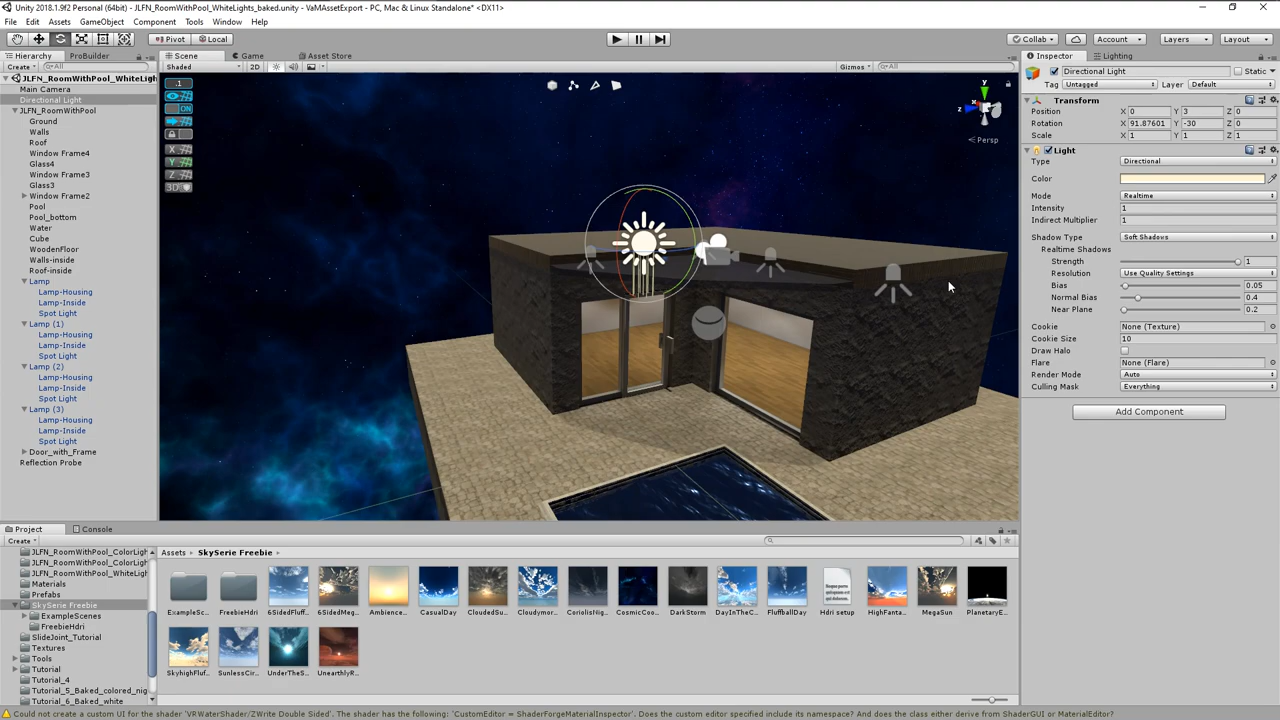 Unity 2018.1.9f2 Personal (64bit) - JLFN_RoomWithPool_WhiteLights_baked.unity - VaMAssetExport - PC, Mac & Linux Standalone* <DX11>
File Edit Assets GameObject Component Tools Window Help
Pivot Local Collab Account Layers Layout
Hierarchy ProBuilder Scene Game Asset Store Inspector Lighting
Create All Shaded 2D Gizmos All
JLFN_RoomWithPool_WhiteLigh
Main Camera
Directional Light
JLFN_RoomWithPool
Ground
Walls
Roof
Window Frame4
Glass4
Window Frame3
Glass3
Window Frame2
Pool
Pool_bottom
Water
Cube
WoodenFloor
Walls-inside
Roof-inside
Lamp
Lamp-Housing
Lamp-Inside
Spot Light
Lamp (1)
Lamp-Housing
Lamp-Inside
Spot Light
Lamp (2)
Lamp-Housing
Lamp-Inside
Spot Light
Lamp (3)
Lamp-Housing
Lamp-Inside
Spot Light
Door_with_Frame
Reflection Probe
.1
ON
X
Y
Z
3D
y
x
z
Persp
Directional Light Static
Tag Untagged Layer Default
Transform
Position X 0 Y 3 Z 0
Rotation X 91.87601 Y -30 Z 0
Scale X 1 Y 1 Z 1
Light
Type Directional
Color
Mode Realtime
Intensity 1
Indirect Multiplier 1
Shadow Type Soft Shadows
Realtime Shadows
Strength 1
Resolution Use Quality Settings
Bias 0.05
Normal Bias 0.4
Near Plane 0.2
Cookie None (Texture)
Cookie Size 10
Draw Halo
Flare None (Flare)
Render Mode Auto
Culling Mask Everything
Add Component
Project Console
Create
JLFN_RoomWithPool_ColorLigh
JLFN_RoomWithPool_ColorLigh
JLFN_RoomWithPool_WhiteLigh
Materials
Prefabs
SkySerie Freebie
ExampleScenes
FreebieHdri
SlideJoint_Tutorial
Textures
Tools
Tutorial
Tutorial_4
Tutorial_5_Baked_colored_nig
Tutorial_6_Baked_white
Assets SkySerie Freebie
ExampleSc... FreebieHdri 6SidedFluff... 6SidedMeg... Ambience... CasualDay CloudedSu... Cloudymor... CoriolisNig... CosmicCoo... DarkStorm DayInTheC... FluffballDay Hdri setup HighFanta... MegaSun PlanetaryE...
SkyhighFluf... SunlessCir... UnderTheS... UnearthlyR...
Could not create a custom UI for the shader 'VRWaterShader/ZWrite Double Sided'. The shader has the following: 'CustomEditor = ShaderForgeMaterialInspector'. Does the custom editor specified include its namespace? And does the class either derive from ShaderGUI or MaterialEditor?